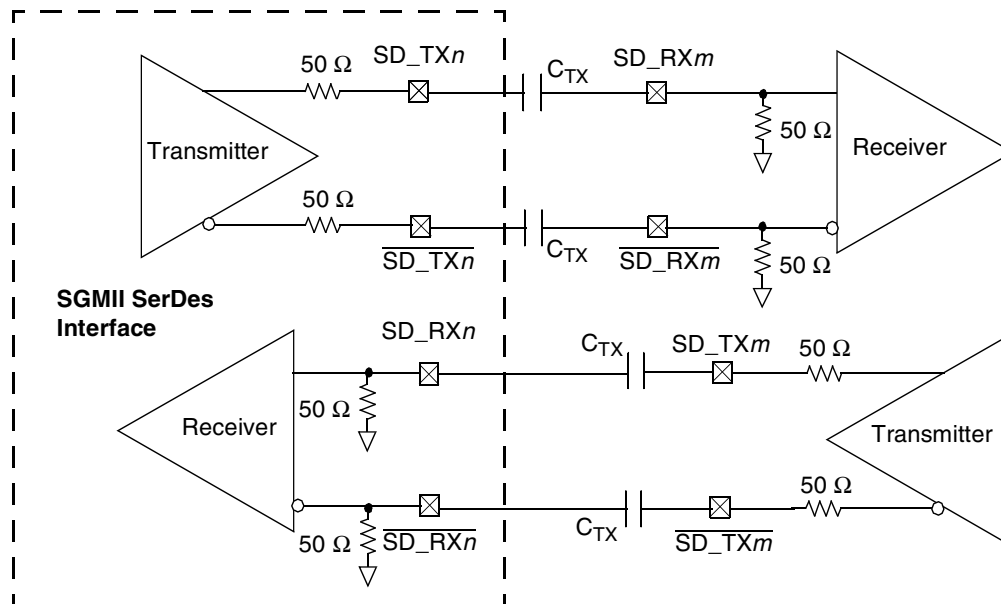 SD_TXn
50 Ω
C_TX
SD_RXm
50 Ω
Transmitter
Receiver
50 Ω
SD_TXn
C_TX
SD_RXm
50 Ω
SGMII SerDes
Interface
SD_RXn
C_TX
SD_TXm
50 Ω
50 Ω
Receiver
Transmitter
50 Ω
50 Ω
SD_RXn
C_TX
SD_TXm